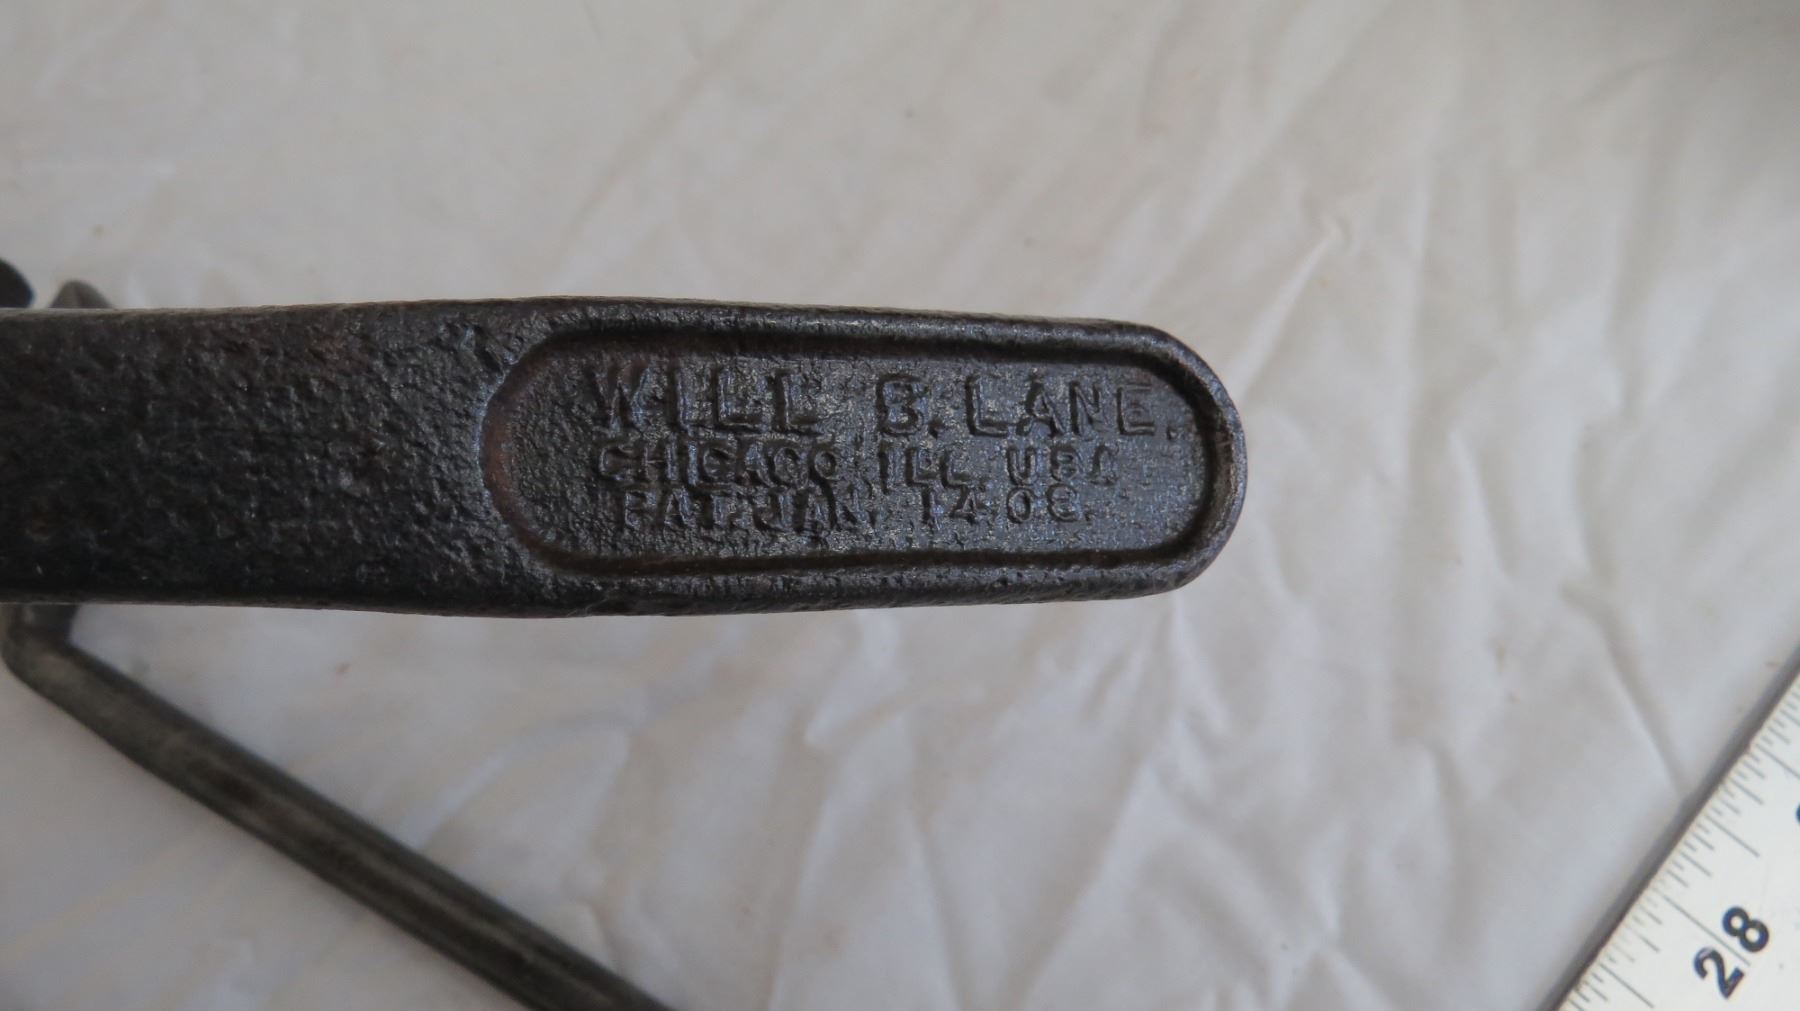 WILL B. LANE.
CHICAGO ILL. USA
PAT. JAN. 14 08.
28